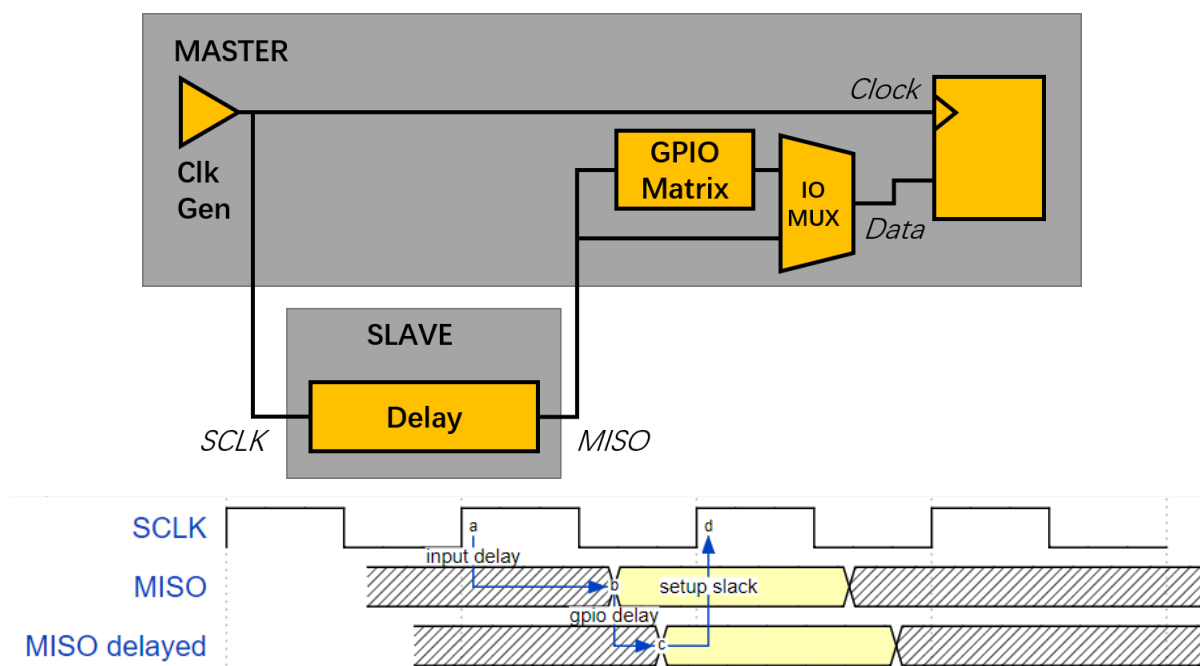 MASTER
Clk
Gen
Clock
GPIO
Matrix
IO
MUX
Data
SLAVE
Delay
SCLK
MISO
SCLK
a
d
input delay
MISO
b
setup slack
gpio delay
MISO delayed
c